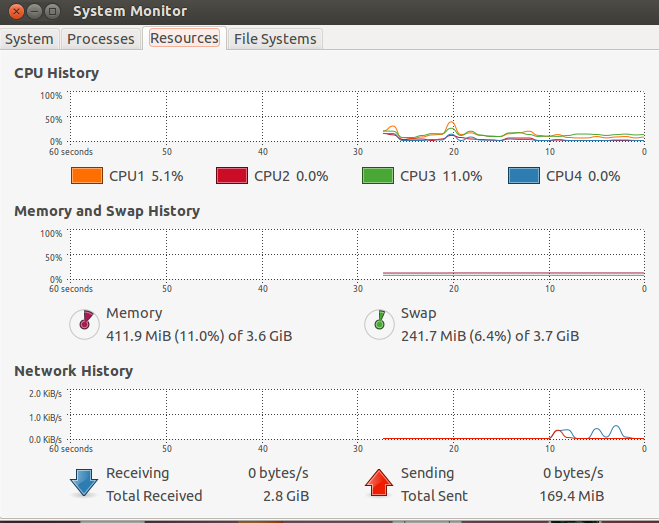 System Monitor
System Processes Resources File Systems
CPU History
100%
50%
0%
60 seconds 50 40 30 20 10 0
CPU1 5.1% CPU2 0.0% CPU3 11.0% CPU4 0.0%
Memory and Swap History
100%
50%
0%
60 seconds 50 40 30 20 10 0
Memory Swap
411.9 MiB (11.0%) of 3.6 GiB 241.7 MiB (6.4%) of 3.7 GiB
Network History
2.0 KiB/s
1.0 KiB/s
0.0 KiB/s
60 seconds 50 40 30 20 10 0
Receiving 0 bytes/s Sending 0 bytes/s
Total Received 2.8 GiB Total Sent 169.4 MiB